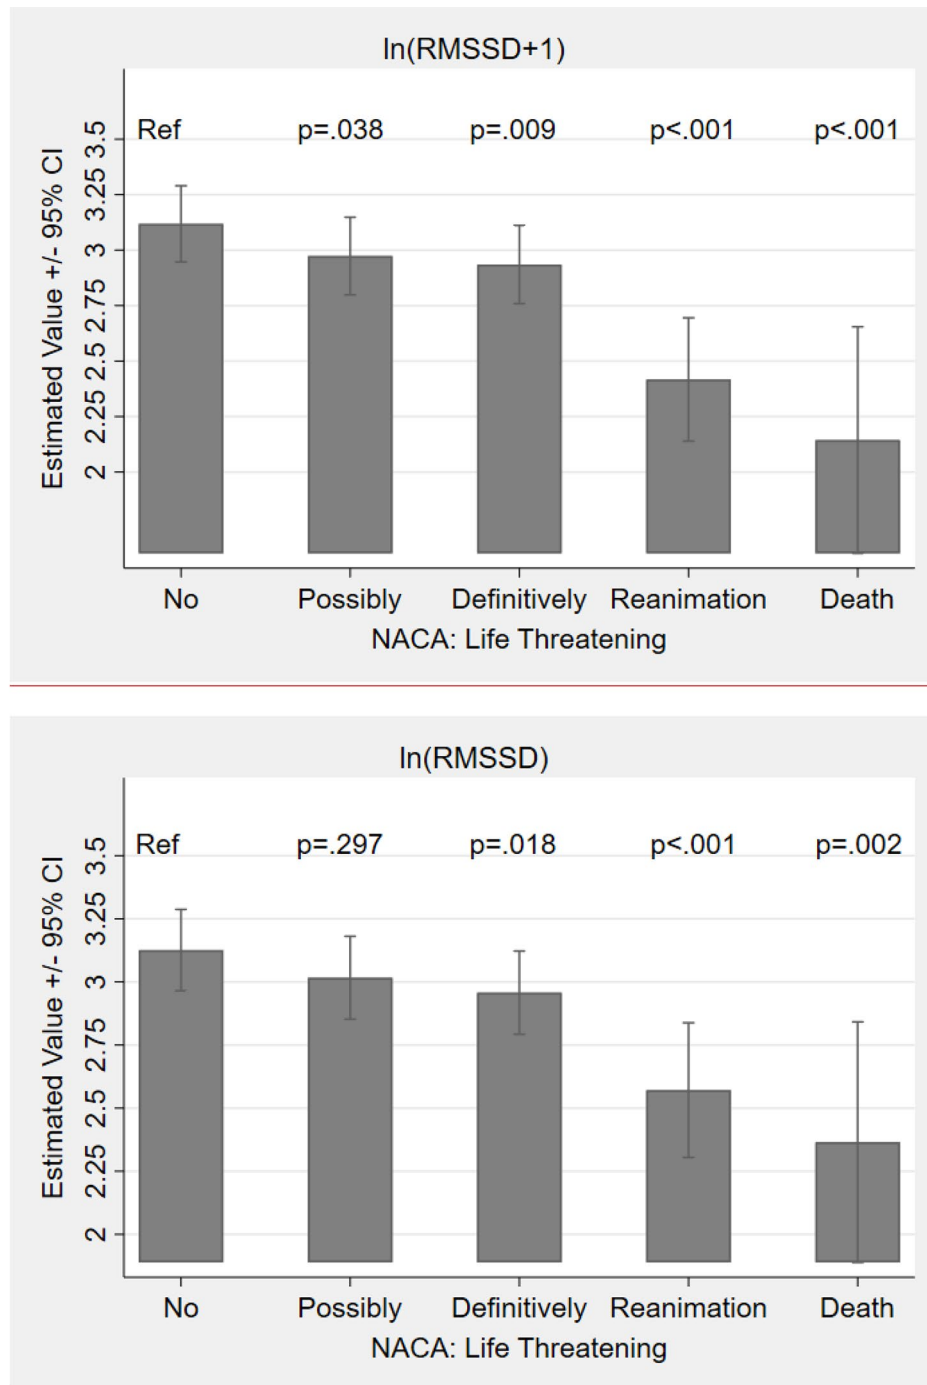 ln(RMSSD+1)
Ref p=.038 p=.009 p<.001 p<.001
Estimated Value +/- 95% CI
3.5
3.25
3
2.75
2.5
2.25
2
No Possibly Definitively Reanimation Death
NACA: Life Threatening
ln(RMSSD)
Ref p=.297 p=.018 p<.001 p=.002
Estimated Value +/- 95% CI
3.5
3.25
3
2.75
2.5
2.25
2
No Possibly Definitively Reanimation Death
NACA: Life Threatening